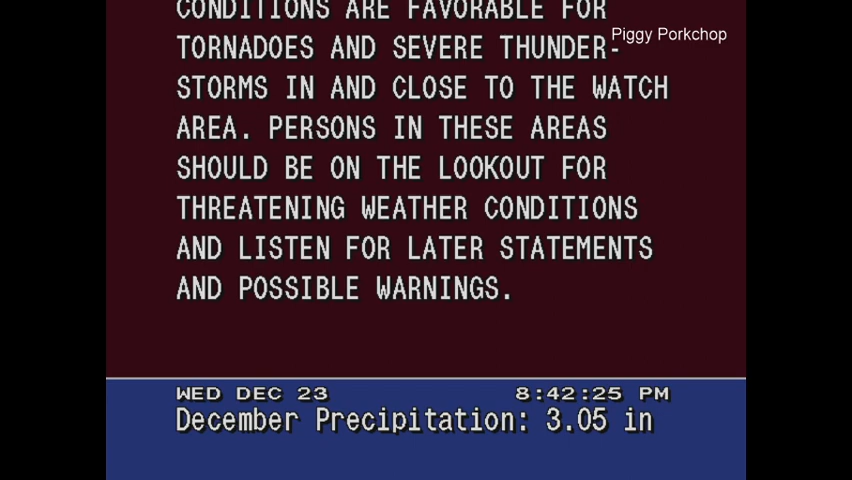 CONDITIONS ARE FAVORABLE FOR
Piggy Porkchop
TORNADOES AND SEVERE THUNDER-
STORMS IN AND CLOSE TO THE WATCH
AREA. PERSONS IN THESE AREAS
SHOULD BE ON THE LOOKOUT FOR
THREATENING WEATHER CONDITIONS
AND LISTEN FOR LATER STATEMENTS
AND POSSIBLE WARNINGS.
WED DEC 23 8:42:25 PM
December Precipitation: 3.05 in